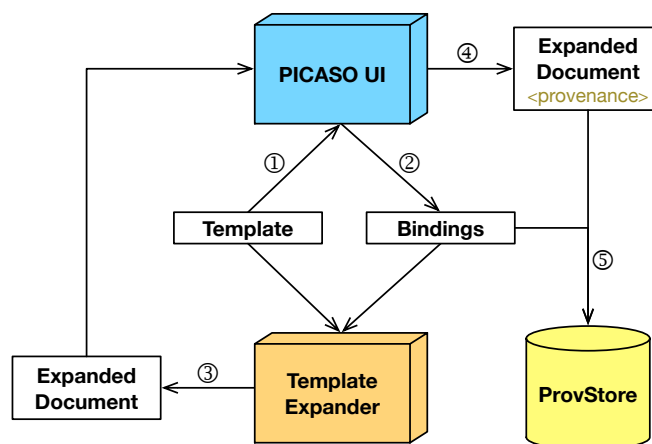 PICASO UI
④
Expanded
Document
<provenance>
①
②
Template
Bindings
⑤
Expanded
Document
③
Template
Expander
ProvStore